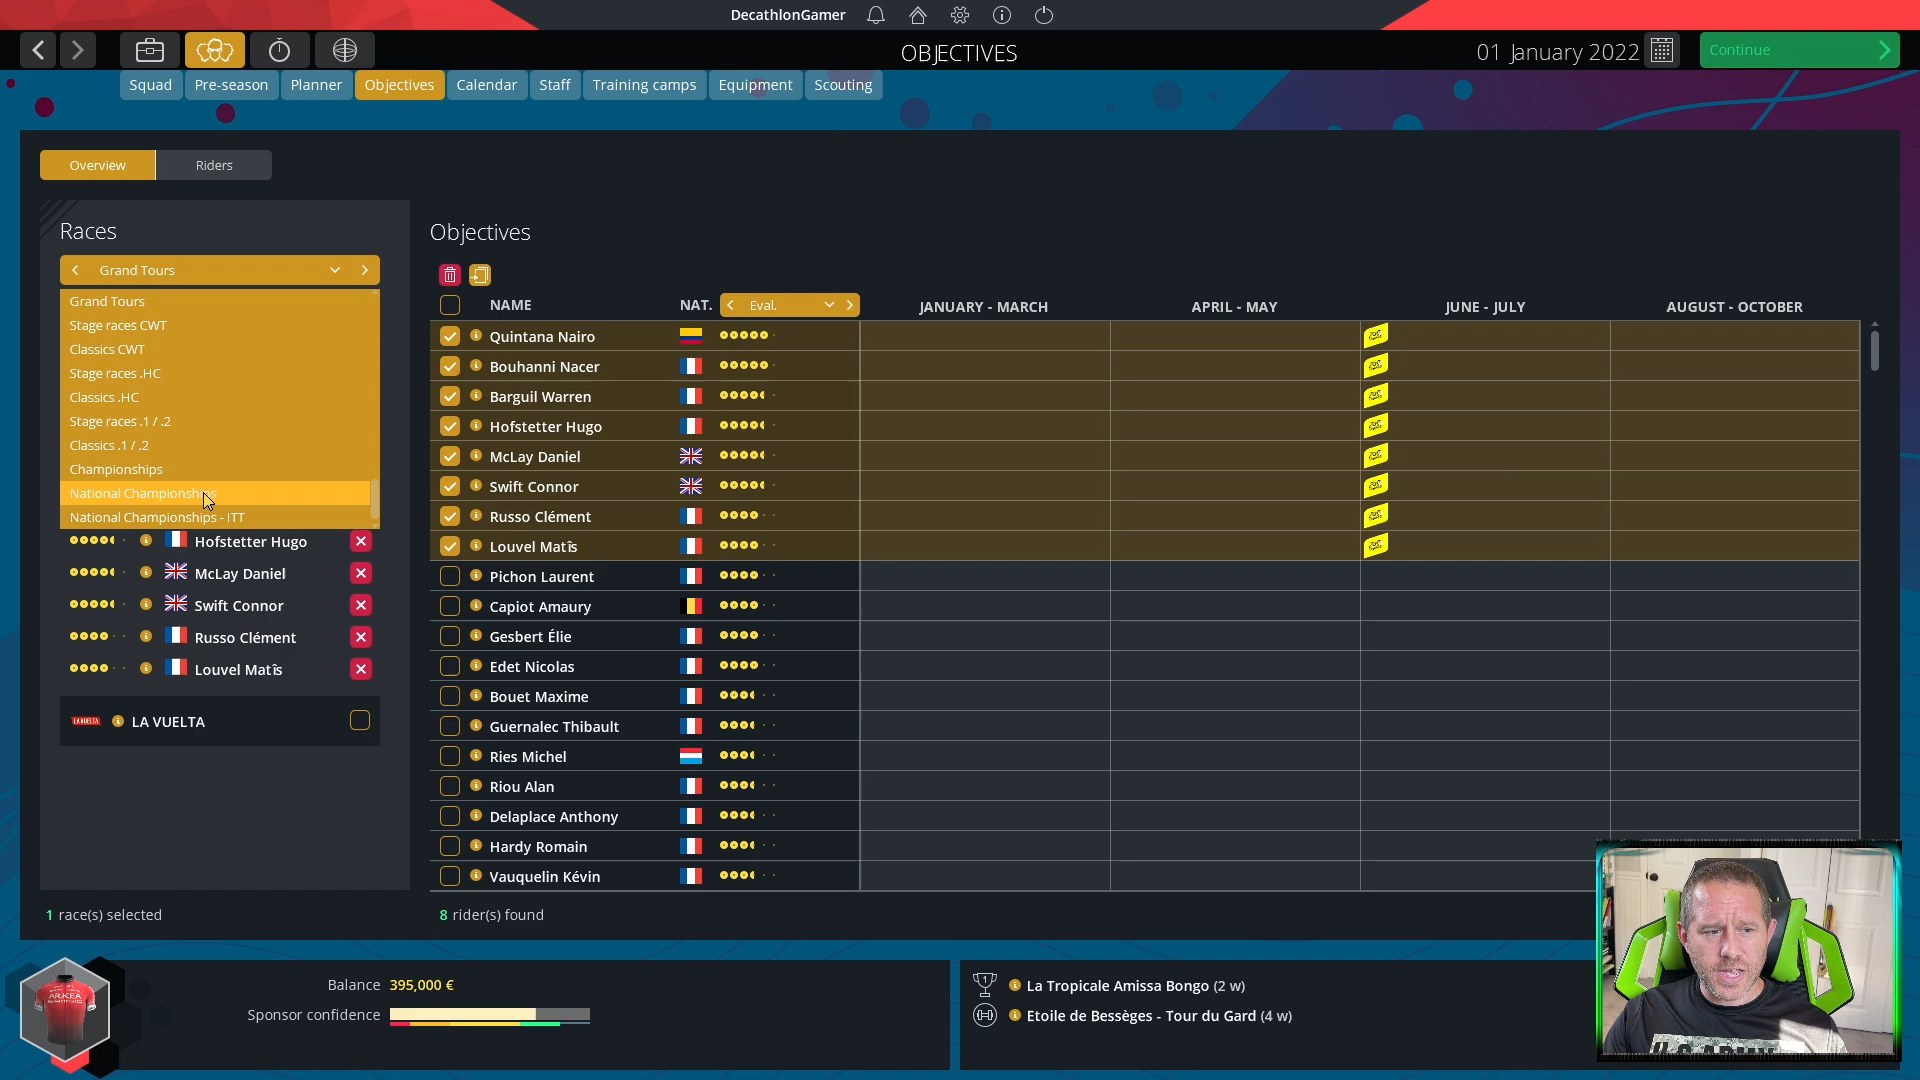 DecathlonGamer
OBJECTIVES
01 January 2022
Continue
Squad
Pre-season
Planner
Objectives
Calendar
Staff
Training camps
Equipment
Scouting
Overview
Riders
Races
Grand Tours
Grand Tours
Stage races CWT
Classics CWT
Stage races .HC
Classics .HC
Stage races .1 / .2
Classics .1 / .2
Championships
National Championships
National Championships - ITT
Hofstetter Hugo
McLay Daniel
Swift Connor
Russo Clément
Louvel Matîs
LA VUELTA
LA VUELTA
1 race(s) selected
Objectives
NAME NAT. Eval. JANUARY - MARCH APRIL - MAY JUNE - JULY AUGUST - OCTOBER
Quintana Nairo
Bouhanni Nacer
Barguil Warren
Hofstetter Hugo
McLay Daniel
Swift Connor
Russo Clément
Louvel Matîs
Pichon Laurent
Capiot Amaury
Gesbert Élie
Edet Nicolas
Bouet Maxime
Guernalec Thibault
Ries Michel
Riou Alan
Delaplace Anthony
Hardy Romain
Vauquelin Kévin
8 rider(s) found
ARKEA
Balance 395,000 €
Sponsor confidence
1
La Tropicale Amissa Bongo (2 w)
Etoile de Bessèges - Tour du Gard (4 w)